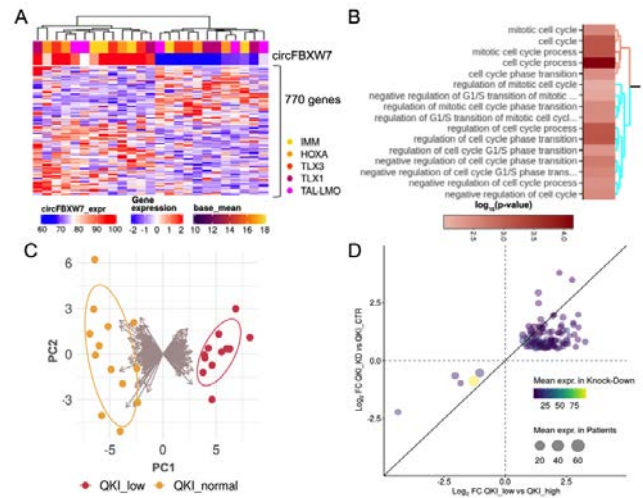 A
circFBXW7
770 genes
IMM
HOXA
TLX3
TLX1
TAL-LMO
circFBXW7_expr
Gene
expression
base_mean
60 70 80 90 100
-2 -1 0 1 2
10 12 14 16 18
B
mitotic cell cycle
cell cycle
mitotic cell cycle process
cell cycle process
cell cycle phase transition
regulation of mitotic cell cycle
negative regulation of G1/S transition of mitotic ...
regulation of mitotic cell cycle phase transition
regulation of G1/S transition of mitotic cell cycl...
regulation of cell cycle process
regulation of cell cycle phase transition
regulation of cell cycle G1/S phase transition
negative regulation of cell cycle phase transition
negative regulation of cell cycle G1/S phase trans...
negative regulation of cell cycle process
negative regulation of cell cycle
log10(p-value)
2.5
3.0
3.5
4.0
C
PC2
6
3
0
-3
-5 0 5
PC1
QKI_low
QKI_normal
D
Log2 FC QKI_KD vs QKI_CTR
2.5
0.0
-2.5
-2.5 0.0 2.5
Mean expr. in Knock-Down
25 50 75
Mean expr. in Patients
20 40 60
Log2 FC QKI_low vs QKI_high